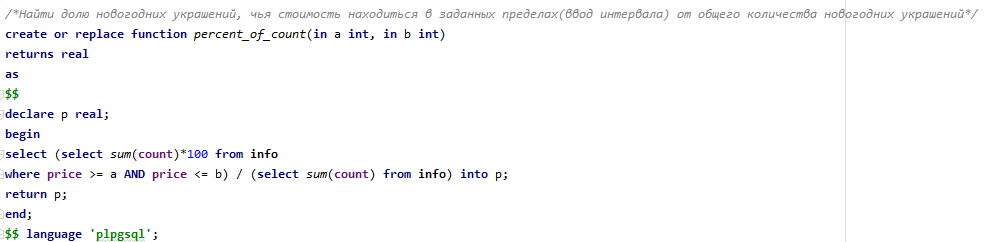 /*Найти долю новогодних украшений, чья стоимость находиться в заданных пределах(ввод интервала) от общего количества новогодних украшений*/
create or replace function percent_of_count(in a int, in b int)
returns real
as
$$
declare p real;
begin
select (select sum(count)*100 from info
where price >= a AND price <= b) / (select sum(count) from info) into p;
return p;
end;
$$ language 'plpgsql';